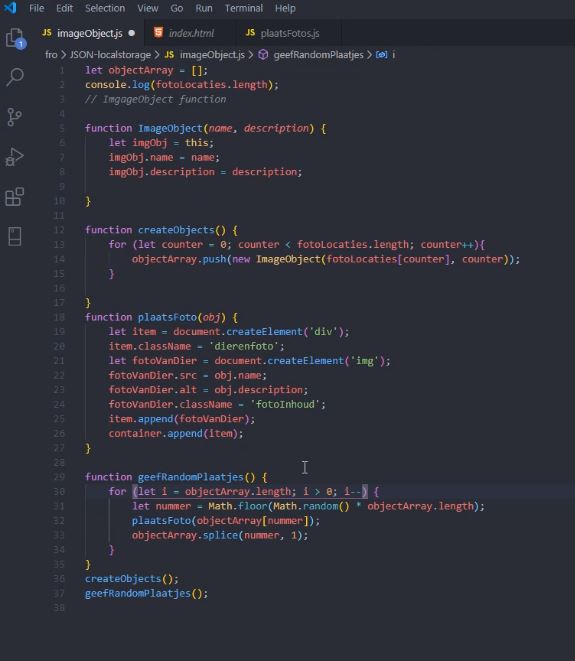 File Edit Selection View Go Run Terminal Help
JS imageObject.js index.html JS plaatsFotos.js
fro > JSON-localstorage > JS imageObject.js > geefRandomPlaatjes > i
1
1 let objectArray = [];
2 console.log(fotoLocaties.length);
3 // ImgageObject function
4
5 function ImageObject(name, description) {
6 let imgObj = this;
7 imgObj.name = name;
8 imgObj.description = description;
9
10 }
11
12 function createObjects() {
13 for (let counter = 0; counter < fotoLocaties.length; counter++){
14 objectArray.push(new ImageObject(fotoLocaties[counter], counter));
15 }
16
17 }
18 function plaatsFoto(obj) {
19 let item = document.createElement('div');
20 item.className = 'dierenfoto';
21 let fotoVanDier = document.createElement('img');
22 fotoVanDier.src = obj.name;
23 fotoVanDier.alt = obj.description;
24 fotoVanDier.className = 'fotoInhoud';
25 item.append(fotoVanDier);
26 container.append(item);
27 }
28
29 function geefRandomPlaatjes() {
30 for (let i = objectArray.length; i > 0; i--) {
31 let nummer = Math.floor(Math.random() * objectArray.length);
32 plaatsFoto(objectArray[nummer]);
33 objectArray.splice(nummer, 1);
34 }
35 }
36 createObjects();
37 geefRandomPlaatjes();
38